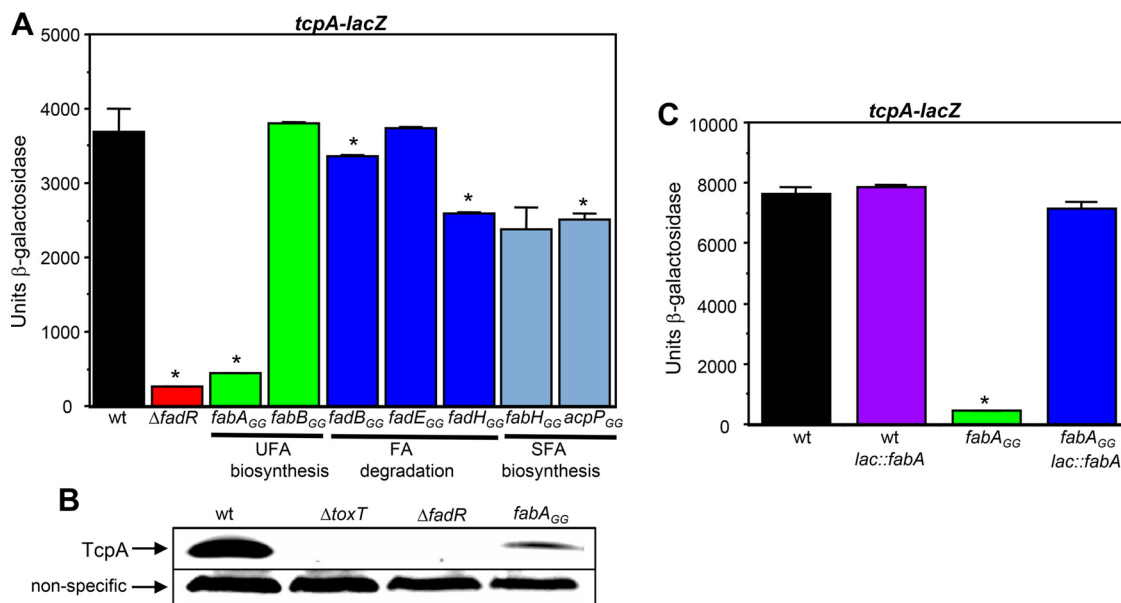 A
tcpA-lacZ
Units β-galactosidase
5000
4000
3000
2000
1000
0
* * * * *
wt ΔfadR fabAGG fabBGG fadBGG fadEGG fadHGG fabHGG acpPGG
UFA biosynthesis
FA degradation
SFA biosynthesis
B
wt ΔtoxT ΔfadR fabAGG
TcpA
non-specific
C
tcpA-lacZ
Units β-galactosidase
10000
8000
6000
4000
2000
0
*
wt wt lac::fabA fabAGG fabAGG lac::fabA